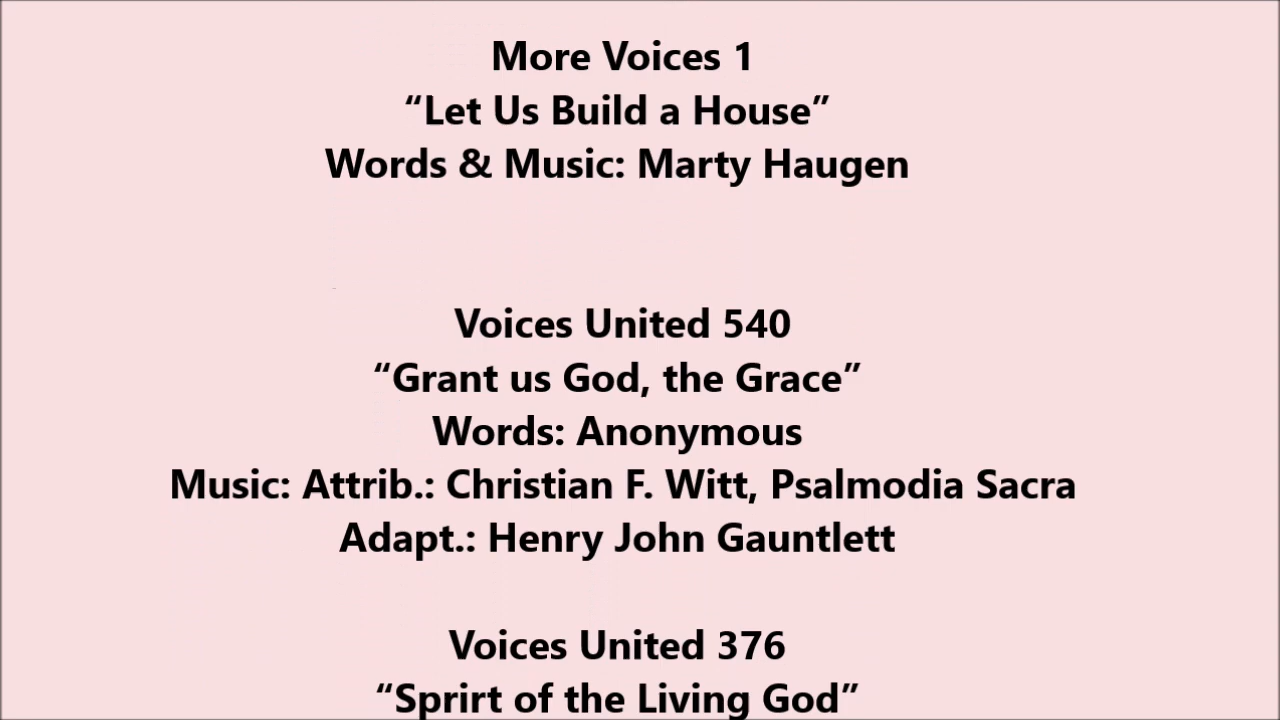 More Voices 1
“Let Us Build a House”
Words & Music: Marty Haugen
Voices United 540
“Grant us God, the Grace”
Words: Anonymous
Music: Attrib.: Christian F. Witt, Psalmodia Sacra
Adapt.: Henry John Gauntlett
Voices United 376
“Sprirt of the Living God”